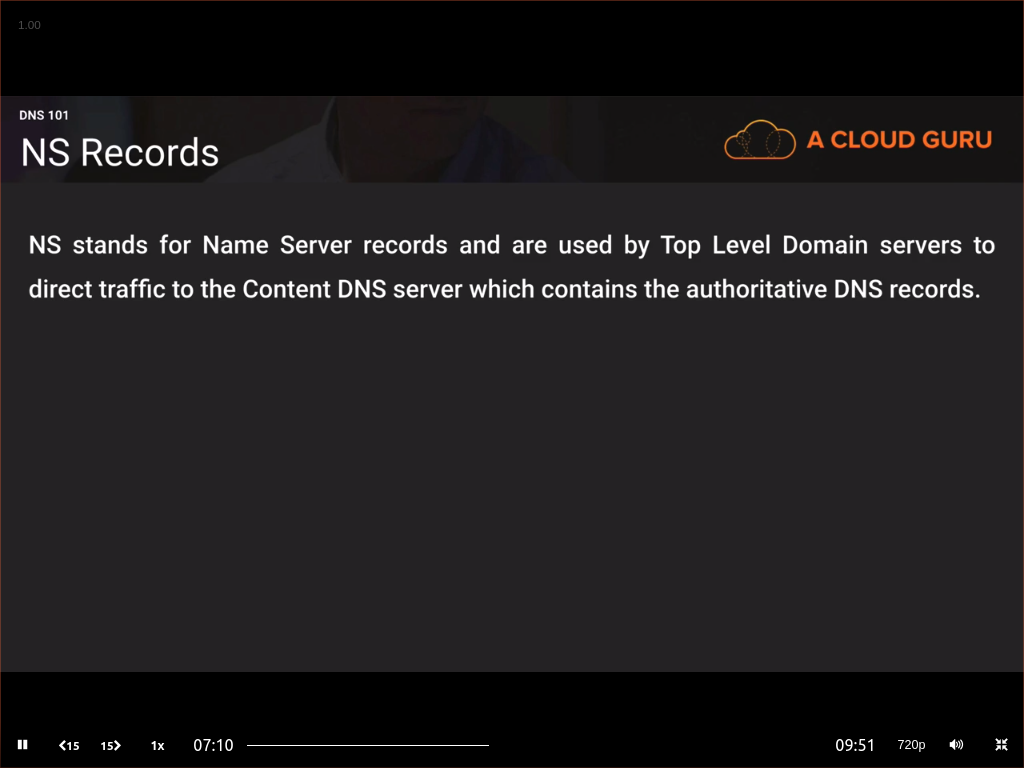 1.00
DNS 101
NS Records
A CLOUD GURU
NS stands for Name Server records and are used by Top Level Domain servers to
direct traffic to the Content DNS server which contains the authoritative DNS records.
15 15 1x 07:10 09:51 720p